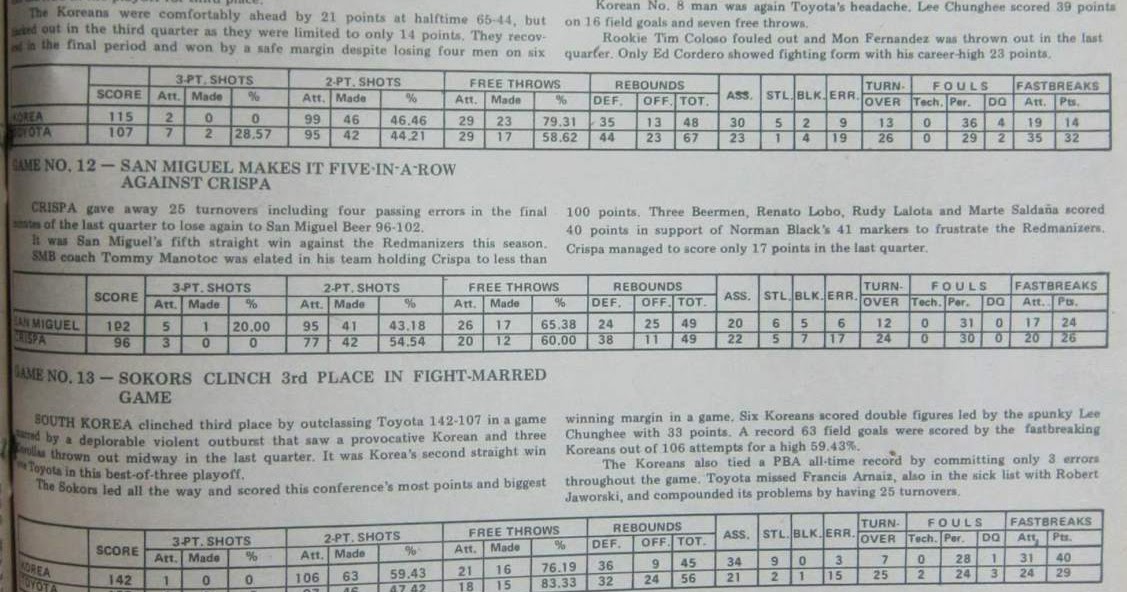 The Koreans were comfortably ahead by 21 points at halftime 65-44, but
out in the third quarter as they were limited to only 14 points. They recov-
in the final period and won by a safe margin despite losing four men on six
Korean No. 8 man was again Toyota's headache. Lee Chunghee scored 39 points
on 16 field goals and seven free throws.
Rookie Tim Coloso fouled out and Mon Fernandez was thrown out in the last
quarter. Only Ed Cordero showed fighting form with his career-high 23 points.
3-PT. SHOTS 2-PT. SHOTS FREE THROWS REBOUNDS TURN- FOULS FASTBREAKS
SCORE Att. Made % Att. Made % Att. Made % DEF. OFF. TOT. ASS. STL. BLK. ERR. OVER Tech. Per. DQ Att. Pts.
KOREA 115 2 0 0 99 46 46.46 29 23 79.31 35 13 48 30 5 2 9 13 0 36 4 19 14
TOYOTA 107 7 2 28.57 95 42 44.21 29 17 58.62 44 23 67 23 1 4 19 26 0 29 2 35 32
GAME NO. 12 — SAN MIGUEL MAKES IT FIVE-IN-A-ROW
AGAINST CRISPA
CRISPA gave away 25 turnovers including four passing errors in the final
of the last quarter to lose again to San Miguel Beer 96-102.
It was San Miguel's fifth straight win against the Redmanizers this season.
SMB coach Tommy Manotoc was elated in his team holding Crispa to less than
100 points. Three Beermen, Renato Lobo, Rudy Lalota and Marte Saldaña scored
40 points in support of Norman Black's 41 markers to frustrate the Redmanizers.
Crispa managed to score only 17 points in the last quarter.
3-PT. SHOTS 2-PT. SHOTS FREE THROWS REBOUNDS TURN- FOULS FASTBREAKS
SCORE Att. Made % Att. Made % Att. Made % DEF. OFF. TOT. ASS. STL. BLK. ERR. OVER Tech. Per. DQ Att. Pts.
SAN MIGUEL 102 5 1 20.00 95 41 43.18 26 17 65.38 24 25 49 20 6 5 6 12 0 31 0 17 24
CRISPA 96 3 0 0 77 42 54.54 20 12 60.00 38 11 49 22 5 7 17 24 0 30 0 20 26
GAME NO. 13 — SOKORS CLINCH 3rd PLACE IN FIGHT-MARRED
GAME
SOUTH KOREA clinched third place by outclassing Toyota 142-107 in a game
marred by a deplorable violent outburst that saw a provocative Korean and three
Corollas thrown out midway in the last quarter. It was Korea's second straight win
Toyota in this best-of-three playoff.
The Sokors led all the way and scored this conference's most points and biggest
winning margin in a game. Six Koreans scored double figures led by the spunky Lee
Chunghee with 33 points. A record 63 field goals were scored by the fastbreaking
Koreans out of 106 attempts for a high 59.43%.
The Koreans also tied a PBA all-time record by committing only 3 errors
throughout the game. Toyota missed Francis Arnaiz, also in the sick list with Robert
Jaworski, and compounded its problems by having 25 turnovers.
3-PT. SHOTS 2-PT. SHOTS FREE THROWS REBOUNDS TURN- FOULS FASTBREAKS
SCORE Att. Made % Att. Made % Att. Made % DEF. OFF. TOT. ASS. STL. BLK. ERR. OVER Tech. Per. DQ Att. Pts.
KOREA 142 1 0 0 106 63 59.43 21 16 76.19 36 9 45 34 9 0 3 7 0 28 1 31 40
TOYOTA 46 47.42 18 15 83.33 32 24 56 21 2 1 15 25 2 24 3 24 29